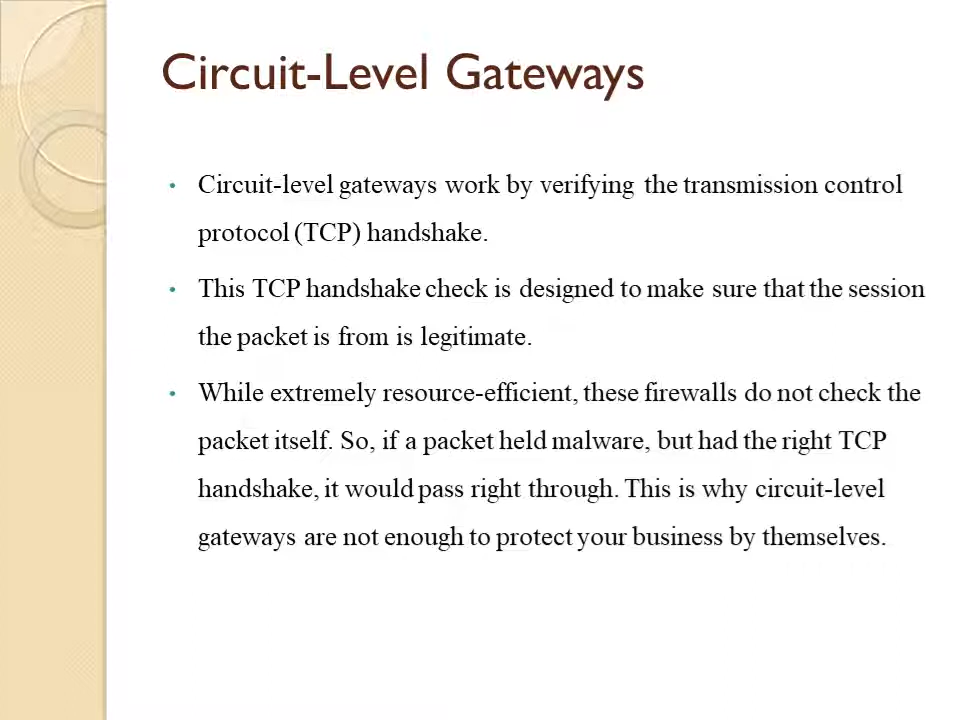 Circuit-Level Gateways
• Circuit-level gateways work by verifying the transmission control
protocol (TCP) handshake.
• This TCP handshake check is designed to make sure that the session
the packet is from is legitimate.
• While extremely resource-efficient, these firewalls do not check the
packet itself. So, if a packet held malware, but had the right TCP
handshake, it would pass right through. This is why circuit-level
gateways are not enough to protect your business by themselves.